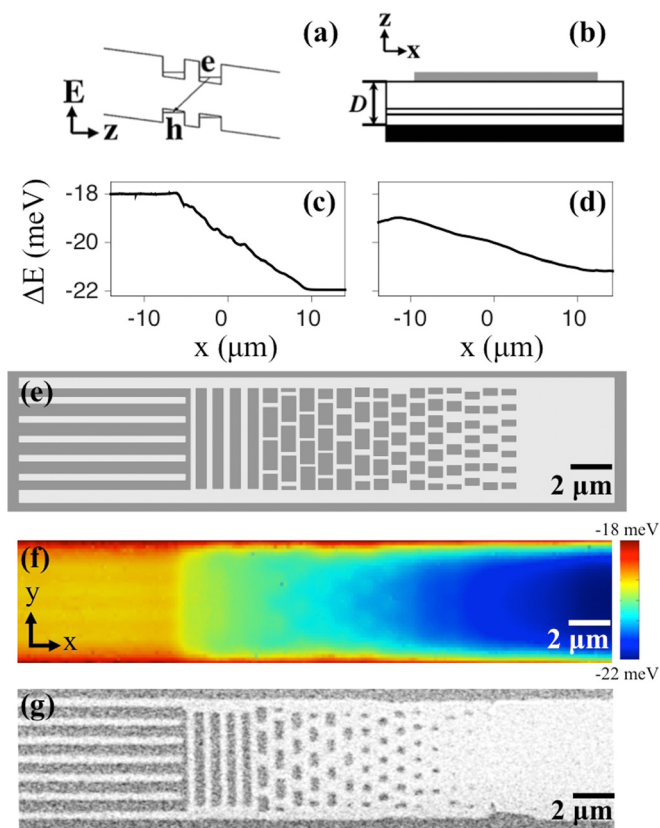 (a)
e
E
z
h
(b)
z
x
D
(c)
(d)
ΔE (meV)
-18
-20
-22
-10
0
10
-10
0
10
x (μm)
x (μm)
(e)
2 μm
(f)
y
x
2 μm
-18 meV
-22 meV
(g)
2 μm